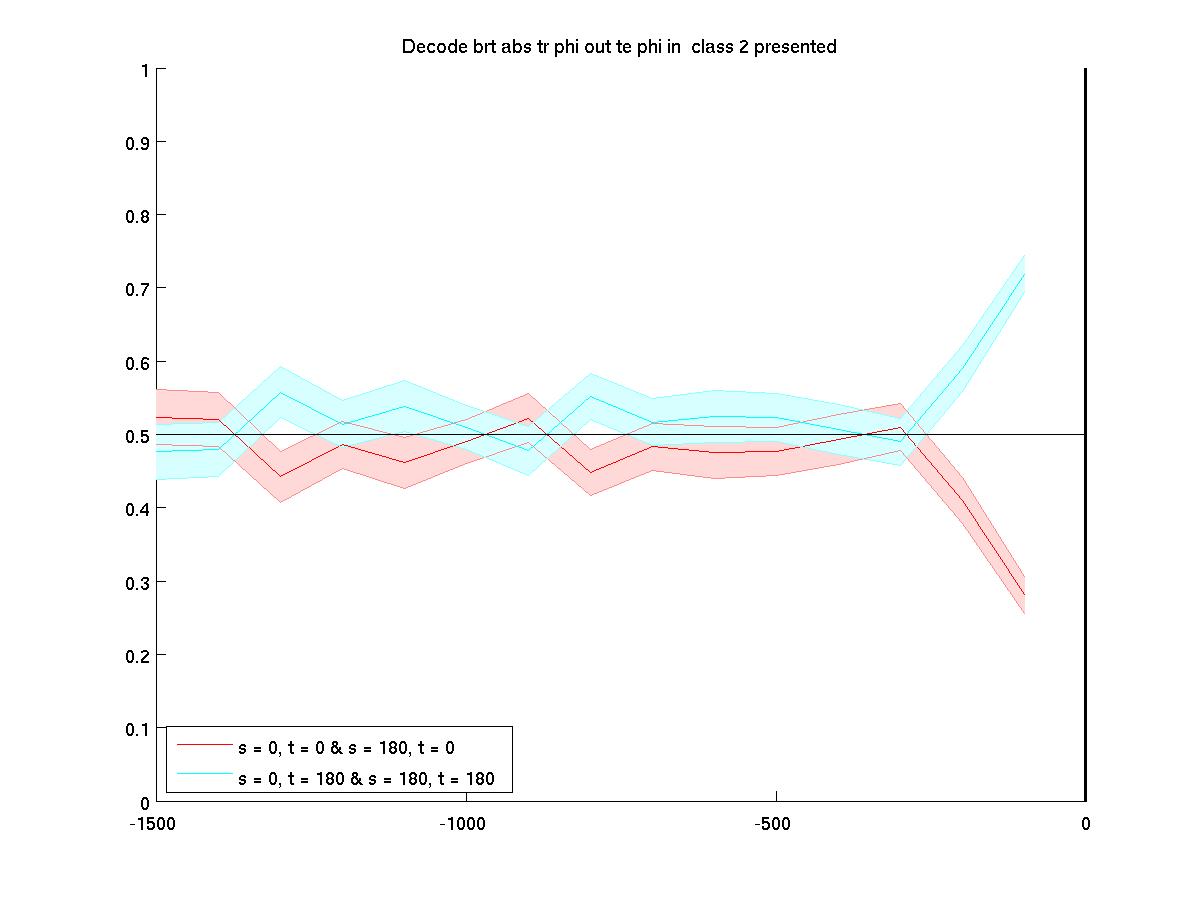 Decode brt abs tr phi out te phi in  class 2 presented
1
0.9
0.8
0.7
0.6
0.5
0.4
0.3
0.2
0.1
0
s = 0, t = 0 & s = 180, t = 0
s = 0, t = 180 & s = 180, t = 180
-1500 -1000 -500 0